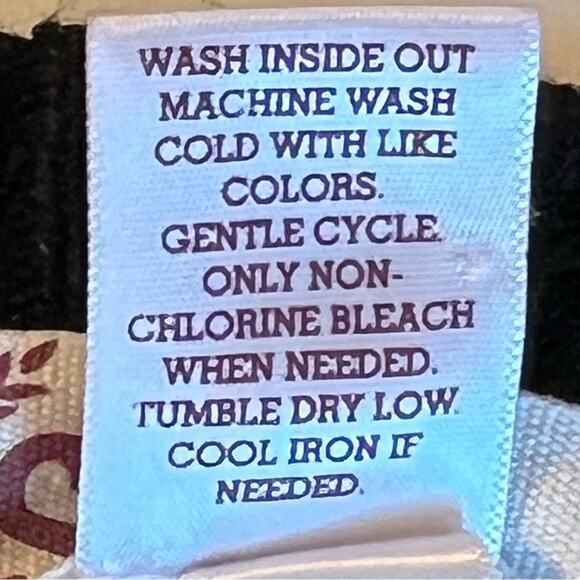 WASH INSIDE OUT
MACHINE WASH
COLD WITH LIKE
COLORS.
GENTLE CYCLE.
ONLY NON-
CHLORINE BLEACH
WHEN NEEDED.
TUMBLE DRY LOW.
COOL IRON IF
NEEDED.